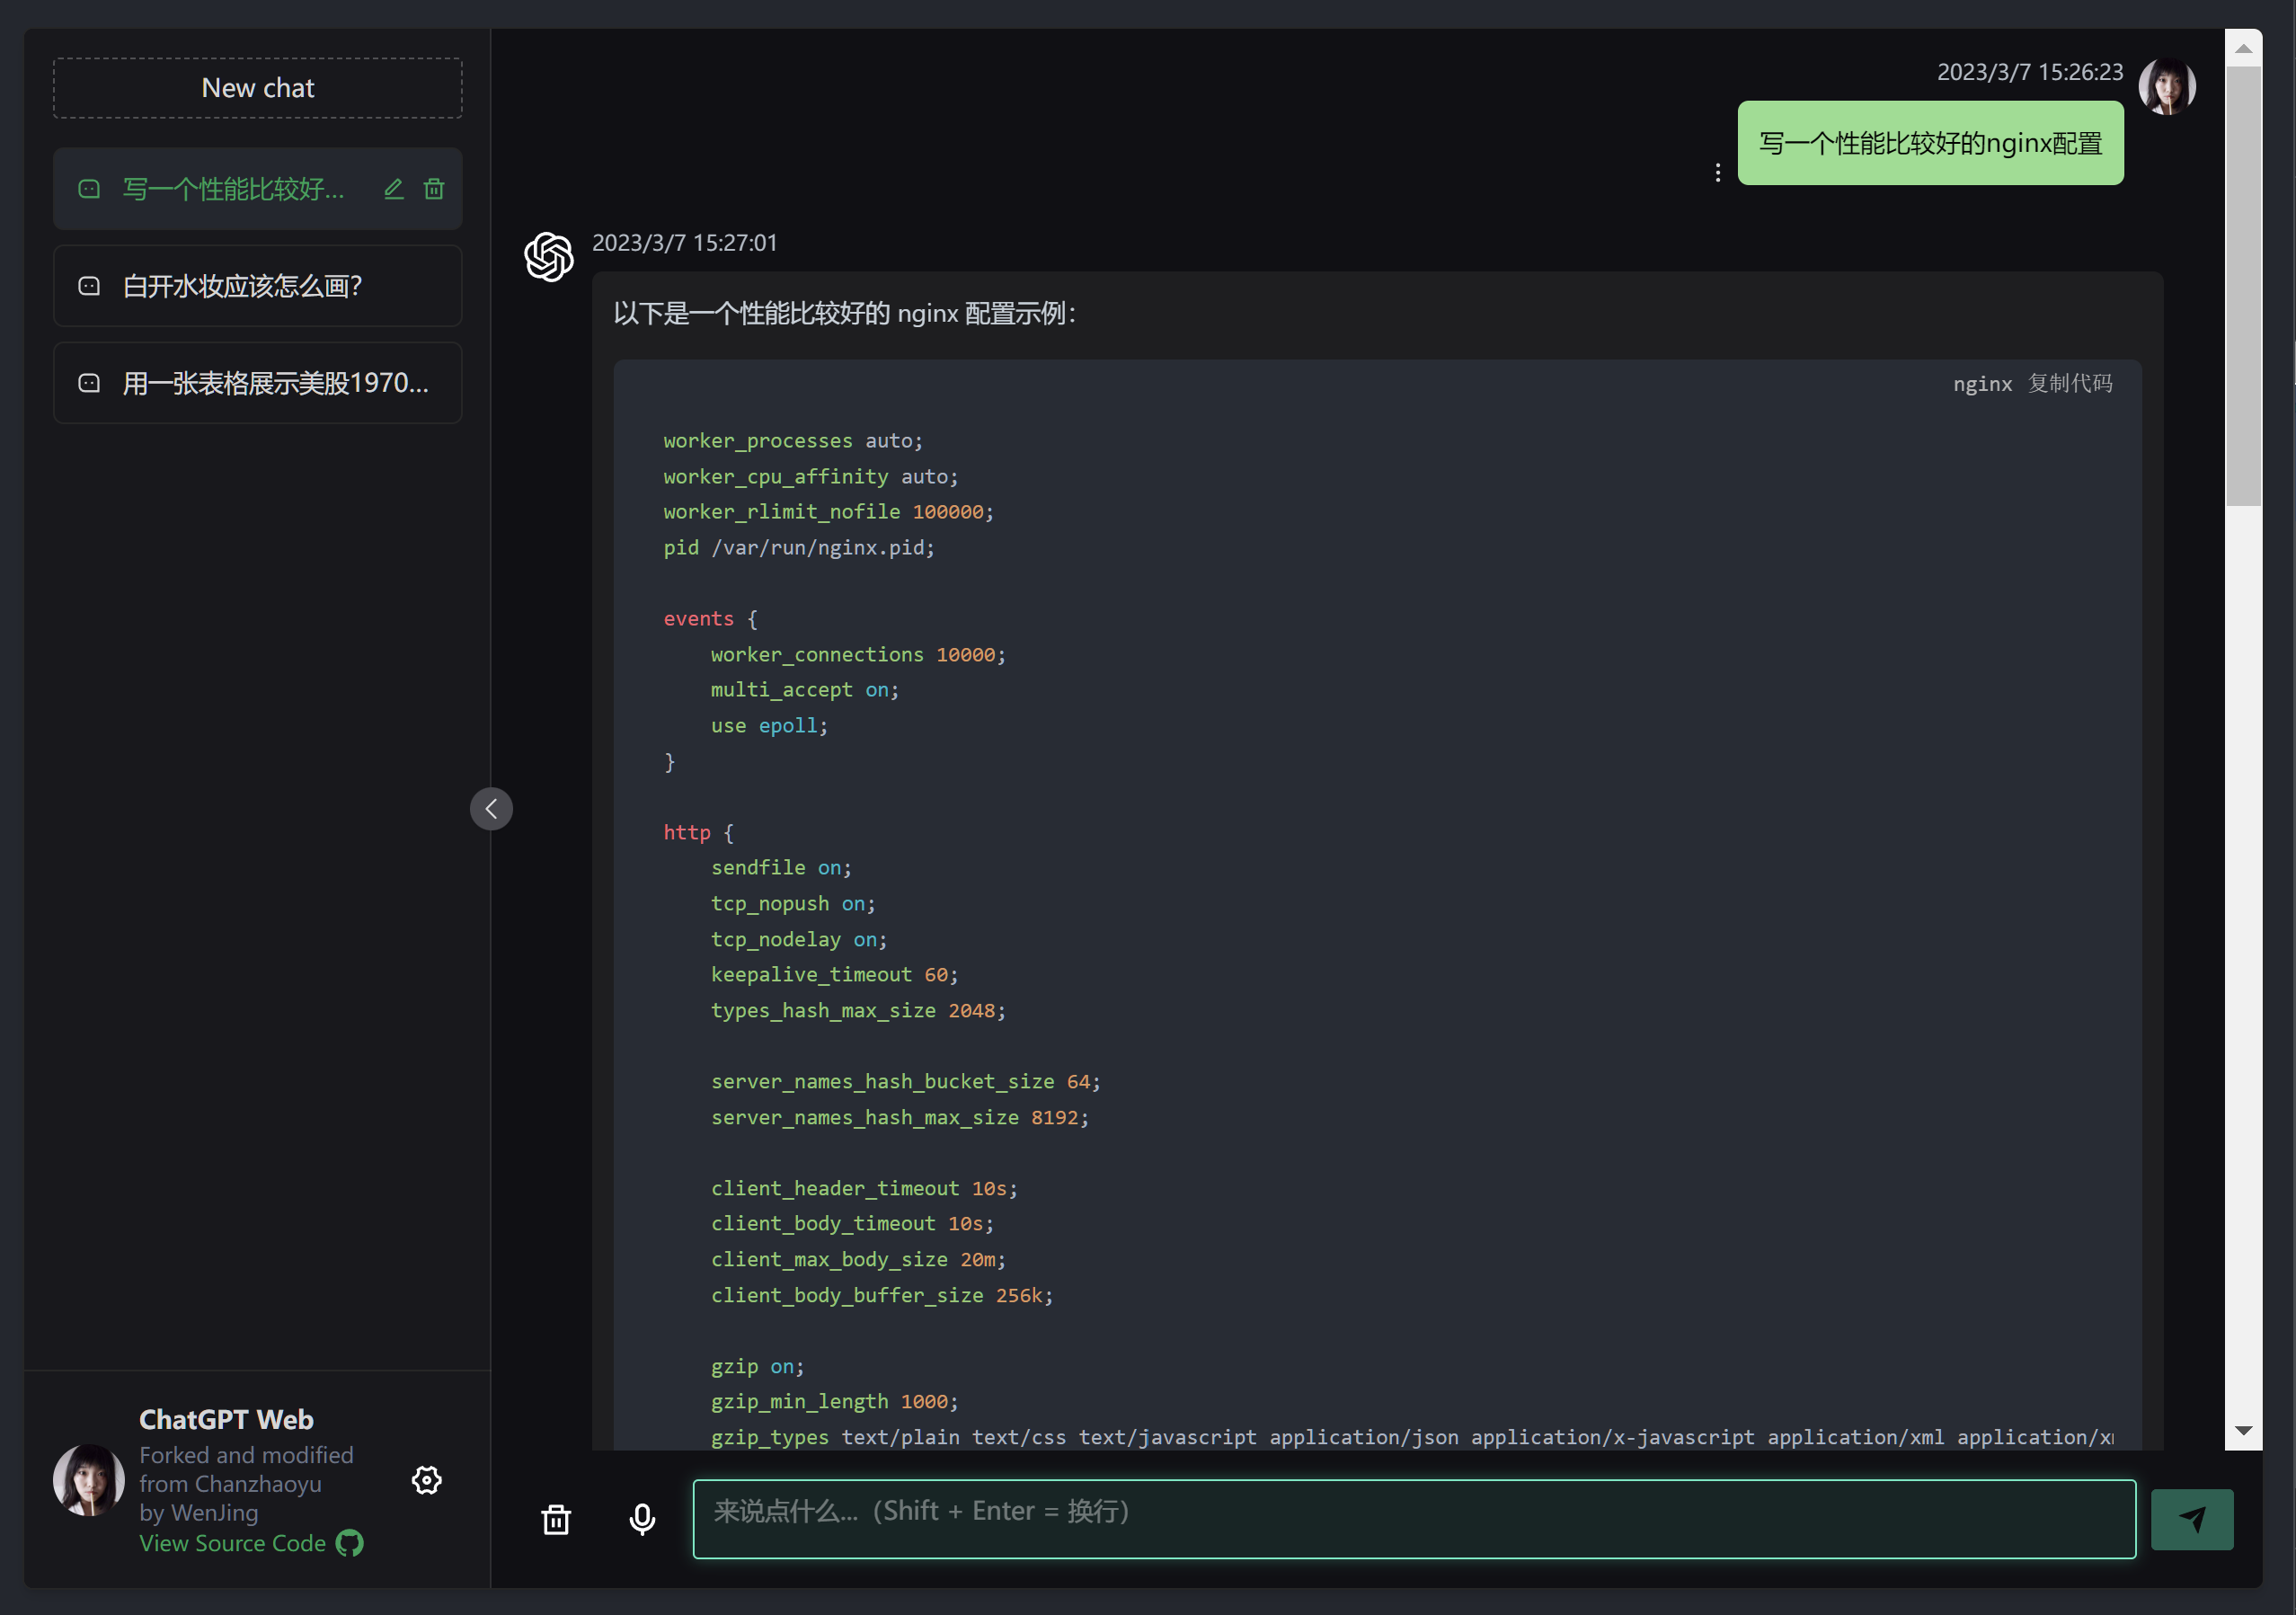 New chat
写一个性能比较好...
白开水妆应该怎么画？
用一张表格展示美股1970...
ChatGPT Web
Forked and modified
from Chanzhaoyu
by WenJing
View Source Code
2023/3/7 15:26:23
写一个性能比较好的nginx配置
2023/3/7 15:27:01
以下是一个性能比较好的 nginx 配置示例：
nginx 复制代码
worker_processes auto;
worker_cpu_affinity auto;
worker_rlimit_nofile 100000;
pid /var/run/nginx.pid;
events {
worker_connections 10000;
multi_accept on;
use epoll;
}
http {
sendfile on;
tcp_nopush on;
tcp_nodelay on;
keepalive_timeout 60;
types_hash_max_size 2048;
server_names_hash_bucket_size 64;
server_names_hash_max_size 8192;
client_header_timeout 10s;
client_body_timeout 10s;
client_max_body_size 20m;
client_body_buffer_size 256k;
gzip on;
gzip_min_length 1000;
gzip_types text/plain text/css text/javascript application/json application/x-javascript application/xml
来说点什么...（Shift + Enter = 换行）